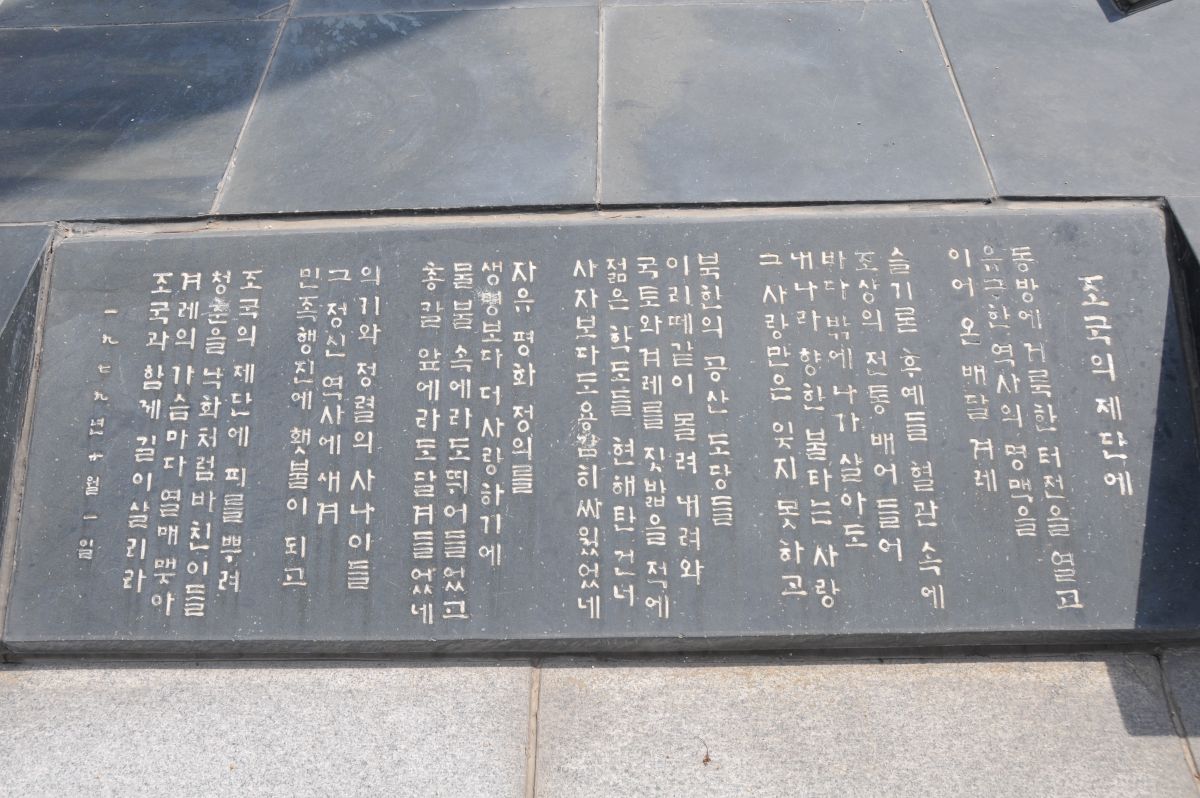 조국의 제단에
동방에 거룩한 터전을 열고
유구한 역사의 명맥을
이어 온 배달 겨레
슬기로 후예들 혈관 속에
조상의 전통 배어들어
바다 밖에 나가 살아도
내나라 향한 불타는 사랑
그 사랑만은 잊지 못하고
북한의 공산 도당들
이리떼 같이 몰려 내려와
국토와 겨레를 짓밟을 적에
젊은 학도들 현해탄 건너
사자보다도 용감히 싸웠었네
자유 평화 정의를
생명보다 더 사랑하기에
물불 속에라도 뛰어들었고
총칼 앞에라도 달겨들었네
의기와 정렬의 사나이들
그 정신 역사에 새겨
민족행진에 횃불이 되고
조국의 제단에 피를 뿌려
청춘을 낙화처럼 바친이들
겨레의 가슴마다 열매 맺아
조국과 함께 길이 살리라
一九七九년 十월 一일